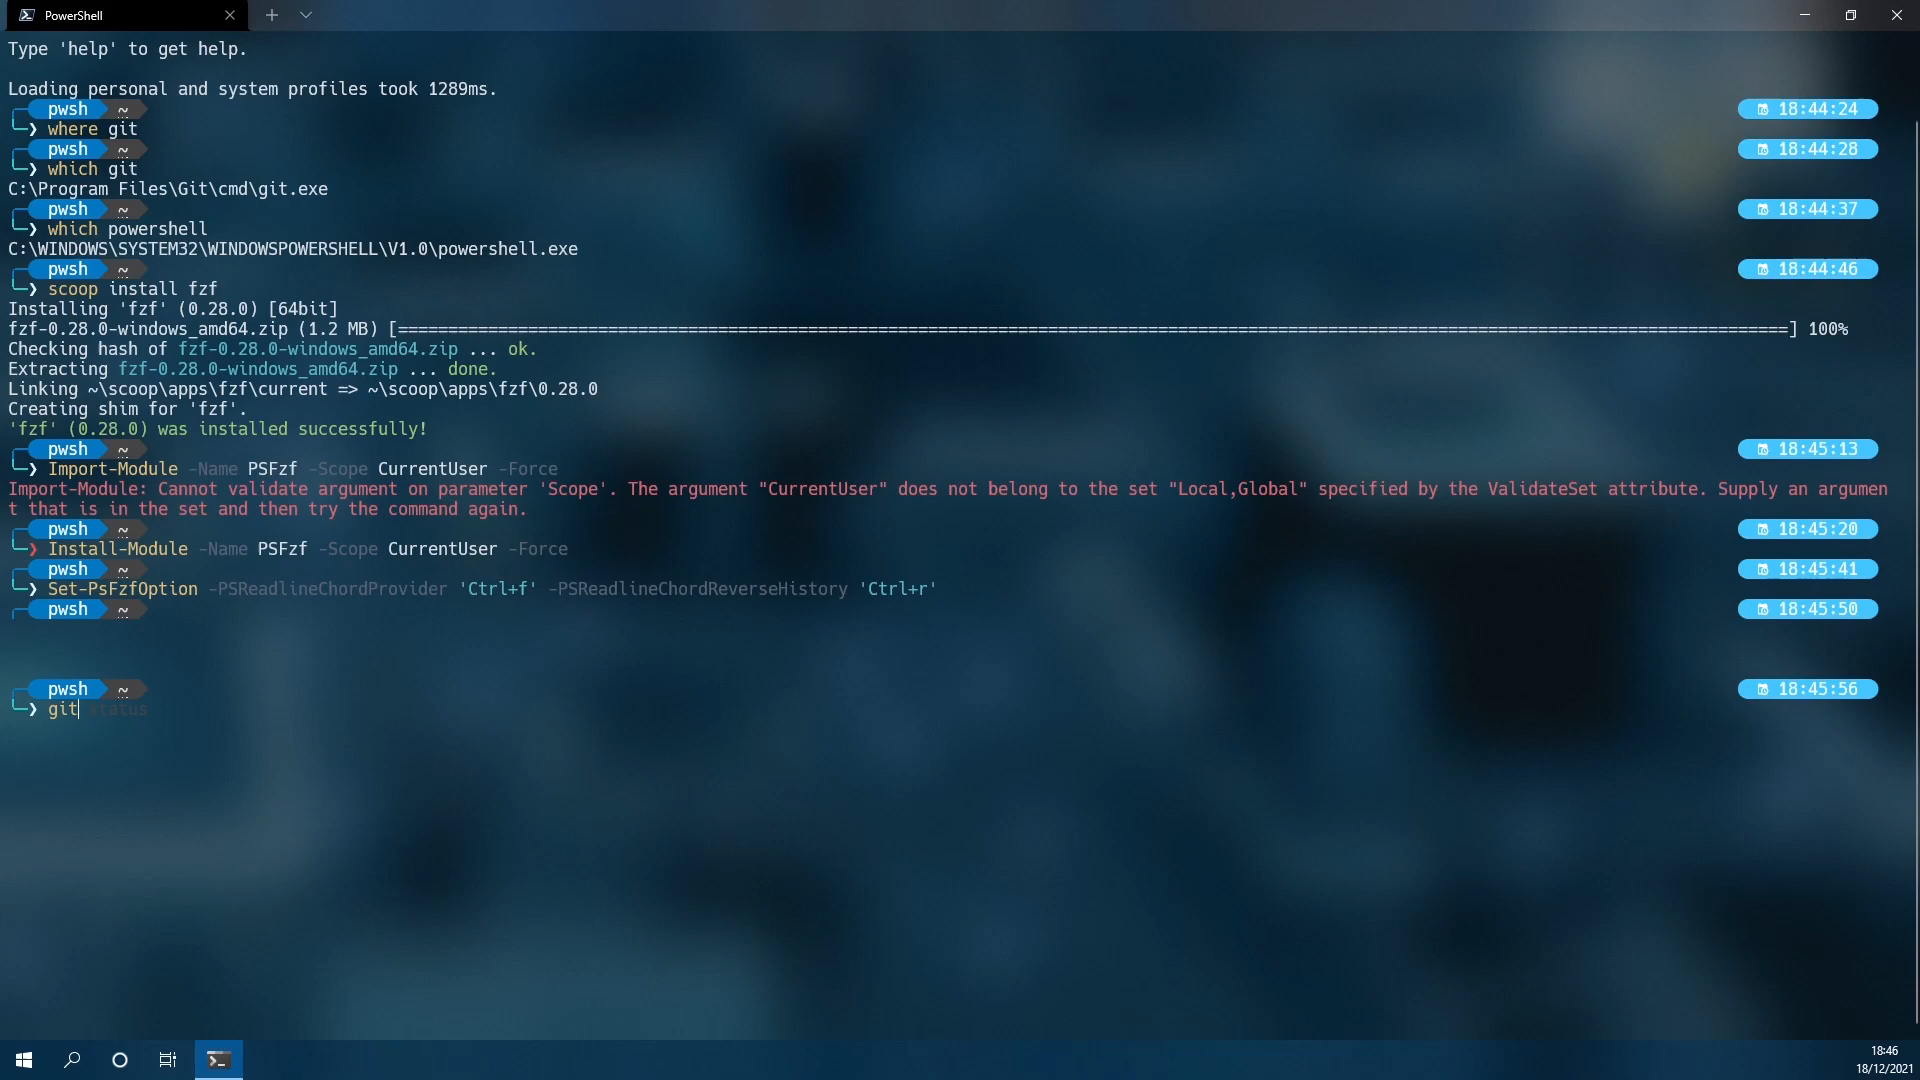 PowerShell
Type 'help' to get help.
Loading personal and system profiles took 1289ms.
pwsh ~ 18:44:24
❯ where git
pwsh ~ 18:44:28
❯ which git
C:\Program Files\Git\cmd\git.exe
pwsh ~ 18:44:37
❯ which powershell
C:\WINDOWS\SYSTEM32\WINDOWSPOWERSHELL\V1.0\powershell.exe
pwsh ~ 18:44:46
❯ scoop install fzf
Installing 'fzf' (0.28.0) [64bit]
fzf-0.28.0-windows_amd64.zip (1.2 MB) [===========================================================================================================================================] 100%
Checking hash of fzf-0.28.0-windows_amd64.zip ... ok.
Extracting fzf-0.28.0-windows_amd64.zip ... done.
Linking ~\scoop\apps\fzf\current => ~\scoop\apps\fzf\0.28.0
Creating shim for 'fzf'.
'fzf' (0.28.0) was installed successfully!
pwsh ~ 18:45:13
❯ Import-Module -Name PSFzf -Scope CurrentUser -Force
Import-Module: Cannot validate argument on parameter 'Scope'. The argument "CurrentUser" does not belong to the set "Local,Global" specified by the ValidateSet attribute. Supply an argumen
t that is in the set and then try the command again.
pwsh ~ 18:45:20
❯ Install-Module -Name PSFzf -Scope CurrentUser -Force
pwsh ~ 18:45:41
❯ Set-PsFzfOption -PSReadlineChordProvider 'Ctrl+f' -PSReadlineChordReverseHistory 'Ctrl+r'
pwsh ~ 18:45:50
pwsh ~ 18:45:56
❯ git status
18:46
18/12/2021